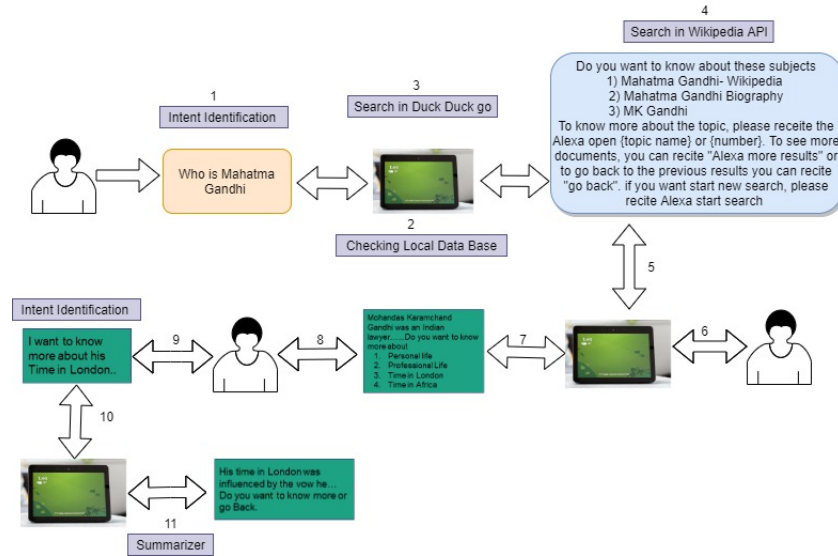 4
Search in Wikipedia API
1
Intent Identification
3
Search in Duck Duck go
Who is Mahatma
Gandhi
2
Checking Local Data Base
Do you want to know about these subjects
1) Mahatma Gandhi- Wikipedia
2) Mahatma Gandhi Biography
3) MK Gandhi
To know more about the topic, please receite the
Alexa open {topic name} or {number}. To see more
documents, you can recite "Alexa more results" or
to go back to the previous results you can recite
"go back". if you want start new search, please
recite Alexa start search
5
Intent Identification
I want to know
more about his
Time in London..
9
8
Mohandas Karamchand
Gandhi was an Indian
lawyer......Do you want to know
more about
1. Personal life
2. Professional Life
3. Time in London
4. Time in Africa
7
6
10
His time in London was
influenced by the vow he...
Do you want to know more or
go Back.
11
Summarizer